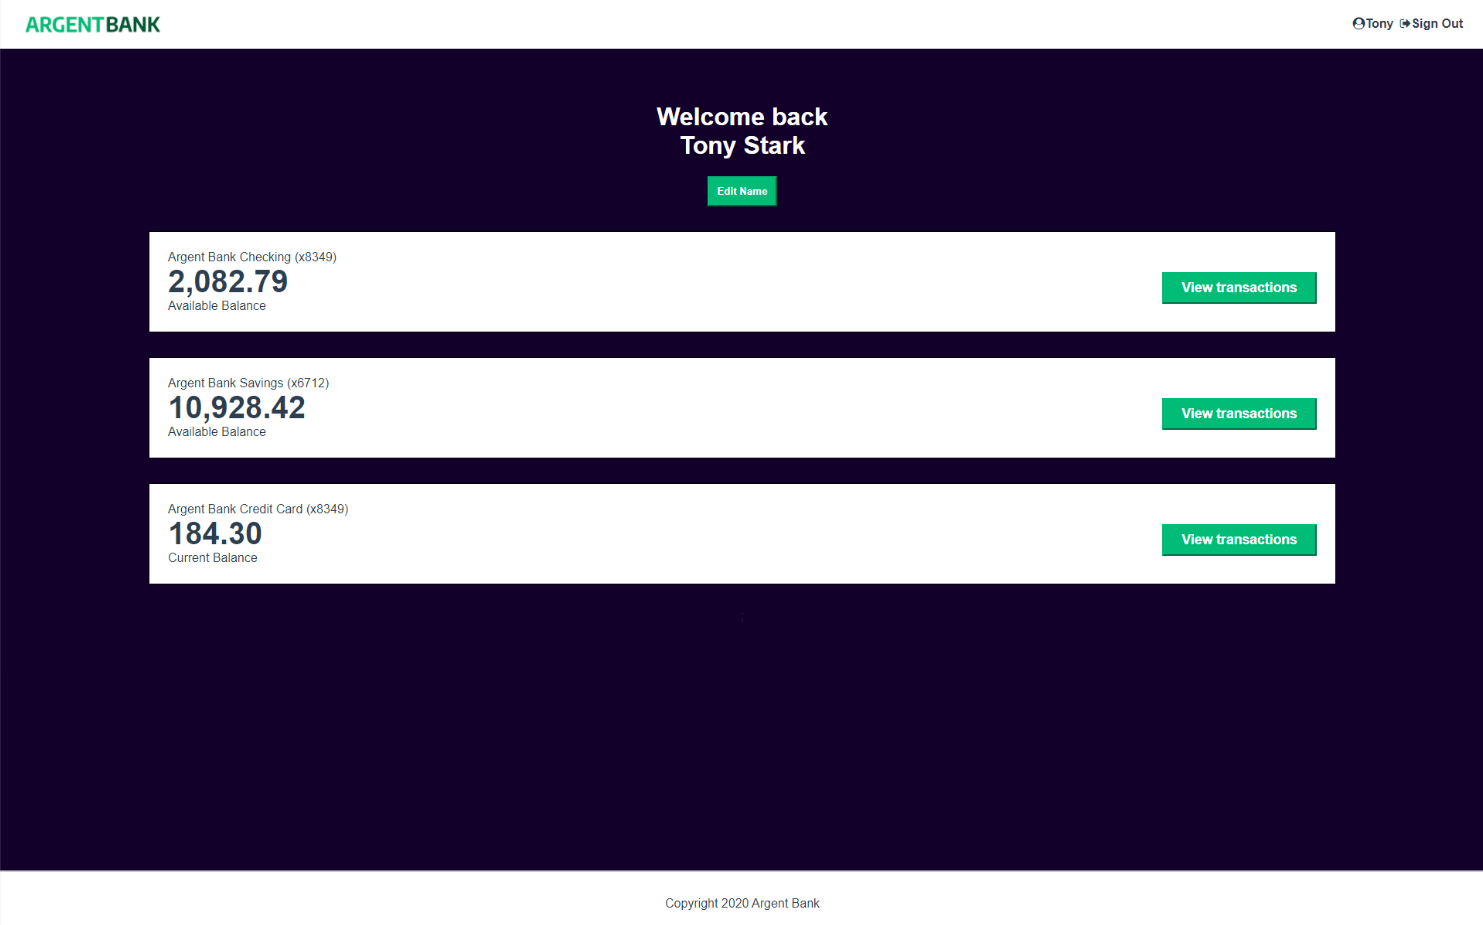 ARGENTBANK
Tony Sign Out
Welcome back
Tony Stark
Edit Name
Argent Bank Checking (x8349)
2,082.79
Available Balance
View transactions
Argent Bank Savings (x6712)
10,928.42
Available Balance
View transactions
Argent Bank Credit Card (x8349)
184.30
Current Balance
View transactions
;
Copyright 2020 Argent Bank